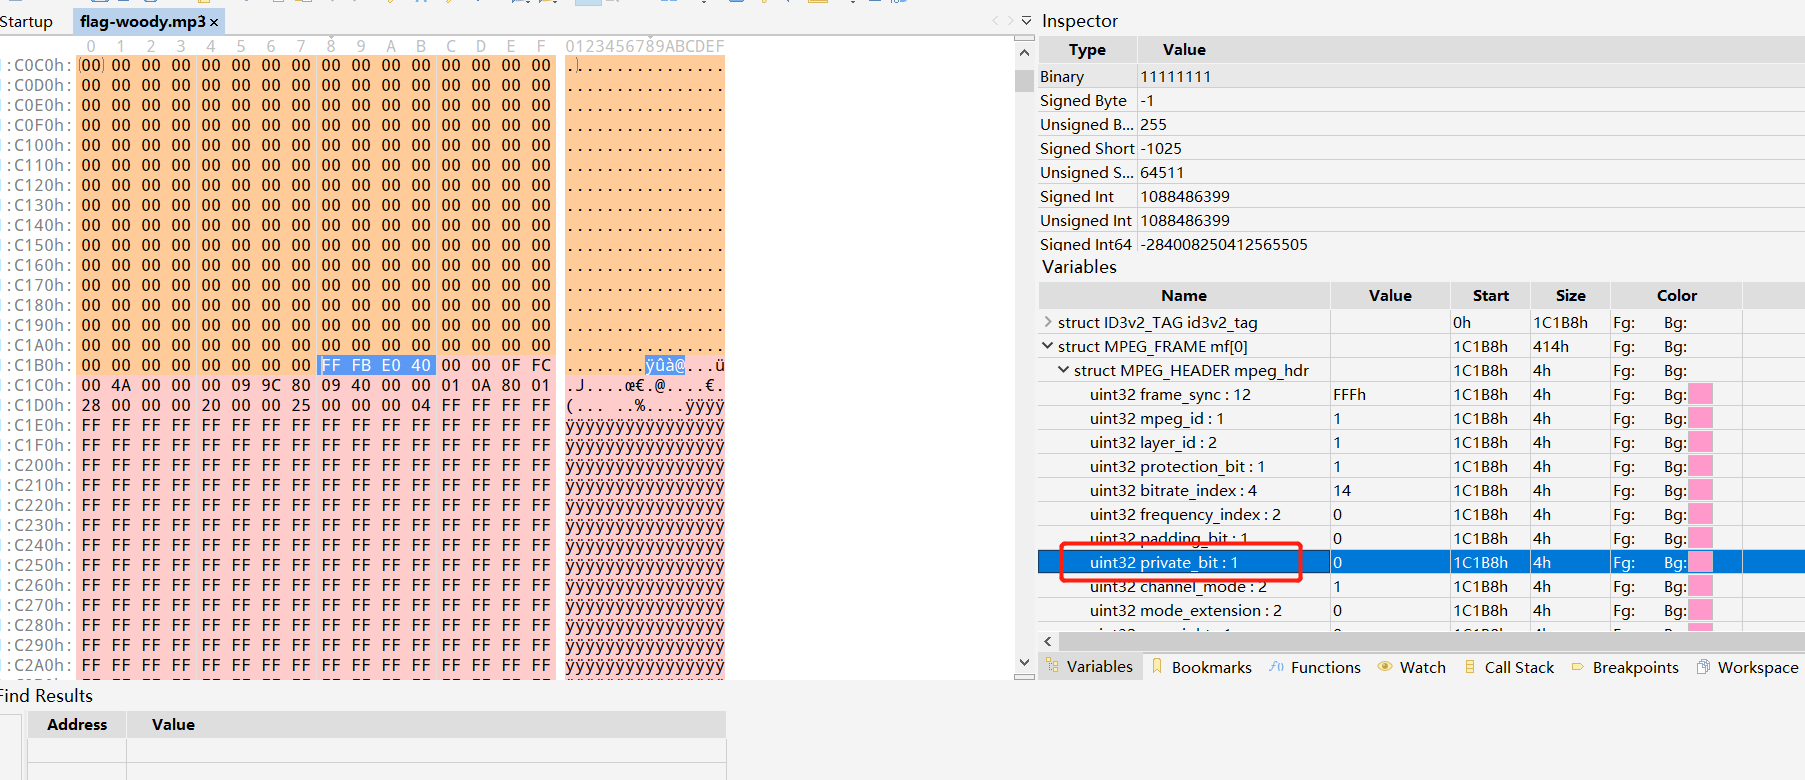 Startup flag-woody.mp3 ×
0 1 2 3 4 5 6 7 8 9 A B C D E F 0123456789ABCDEF
:C0C0h: 00 00 00 00 00 00 00 00 00 00 00 00 00 00 00 00 ................
:C0D0h: 00 00 00 00 00 00 00 00 00 00 00 00 00 00 00 00 ................
:C0E0h: 00 00 00 00 00 00 00 00 00 00 00 00 00 00 00 00 ................
:C0F0h: 00 00 00 00 00 00 00 00 00 00 00 00 00 00 00 00 ................
:C100h: 00 00 00 00 00 00 00 00 00 00 00 00 00 00 00 00 ................
:C110h: 00 00 00 00 00 00 00 00 00 00 00 00 00 00 00 00 ................
:C120h: 00 00 00 00 00 00 00 00 00 00 00 00 00 00 00 00 ................
:C130h: 00 00 00 00 00 00 00 00 00 00 00 00 00 00 00 00 ................
:C140h: 00 00 00 00 00 00 00 00 00 00 00 00 00 00 00 00 ................
:C150h: 00 00 00 00 00 00 00 00 00 00 00 00 00 00 00 00 ................
:C160h: 00 00 00 00 00 00 00 00 00 00 00 00 00 00 00 00 ................
:C170h: 00 00 00 00 00 00 00 00 00 00 00 00 00 00 00 00 ................
:C180h: 00 00 00 00 00 00 00 00 00 00 00 00 00 00 00 00 ................
:C190h: 00 00 00 00 00 00 00 00 00 00 00 00 00 00 00 00 ................
:C1A0h: 00 00 00 00 00 00 00 00 00 00 00 00 00 00 00 00 ................
:C1B0h: 00 00 00 00 00 00 00 00 FF FB E0 40 00 00 0F FC ........ÿûà@...ü
:C1C0h: 00 4A 00 00 00 09 9C 80 09 40 00 00 01 0A 80 01 .J....œ€.@....€.
:C1D0h: 28 00 00 00 20 00 00 25 00 00 00 04 FF FF FF FF (... ..%....ÿÿÿÿ
:C1E0h: FF FF FF FF FF FF FF FF FF FF FF FF FF FF FF FF ÿÿÿÿÿÿÿÿÿÿÿÿÿÿÿÿ
:C1F0h: FF FF FF FF FF FF FF FF FF FF FF FF FF FF FF FF ÿÿÿÿÿÿÿÿÿÿÿÿÿÿÿÿ
:C200h: FF FF FF FF FF FF FF FF FF FF FF FF FF FF FF FF ÿÿÿÿÿÿÿÿÿÿÿÿÿÿÿÿ
:C210h: FF FF FF FF FF FF FF FF FF FF FF FF FF FF FF FF ÿÿÿÿÿÿÿÿÿÿÿÿÿÿÿÿ
:C220h: FF FF FF FF FF FF FF FF FF FF FF FF FF FF FF FF ÿÿÿÿÿÿÿÿÿÿÿÿÿÿÿÿ
:C230h: FF FF FF FF FF FF FF FF FF FF FF FF FF FF FF FF ÿÿÿÿÿÿÿÿÿÿÿÿÿÿÿÿ
:C240h: FF FF FF FF FF FF FF FF FF FF FF FF FF FF FF FF ÿÿÿÿÿÿÿÿÿÿÿÿÿÿÿÿ
:C250h: FF FF FF FF FF FF FF FF FF FF FF FF FF FF FF FF ÿÿÿÿÿÿÿÿÿÿÿÿÿÿÿÿ
:C260h: FF FF FF FF FF FF FF FF FF FF FF FF FF FF FF FF ÿÿÿÿÿÿÿÿÿÿÿÿÿÿÿÿ
:C270h: FF FF FF FF FF FF FF FF FF FF FF FF FF FF FF FF ÿÿÿÿÿÿÿÿÿÿÿÿÿÿÿÿ
:C280h: FF FF FF FF FF FF FF FF FF FF FF FF FF FF FF FF ÿÿÿÿÿÿÿÿÿÿÿÿÿÿÿÿ
:C290h: FF FF FF FF FF FF FF FF FF FF FF FF FF FF FF FF ÿÿÿÿÿÿÿÿÿÿÿÿÿÿÿÿ
:C2A0h: FF FF FF FF FF FF FF FF FF FF FF FF FF FF FF FF ÿÿÿÿÿÿÿÿÿÿÿÿÿÿÿÿ
Find Results
Address Value
Inspector
Type Value
Binary 11111111
Signed Byte -1
Unsigned B... 255
Signed Short -1025
Unsigned S... 64511
Signed Int 1088486399
Unsigned Int 1088486399
Signed Int64 -284008250412565505
Variables
Name Value Start Size Color
struct ID3v2_TAG id3v2_tag 0h 1C1B8h Fg: Bg:
struct MPEG_FRAME mf[0] 1C1B8h 414h Fg: Bg:
struct MPEG_HEADER mpeg_hdr 1C1B8h 4h Fg: Bg:
uint32 frame_sync : 12 FFFh 1C1B8h 4h Fg: Bg:
uint32 mpeg_id : 1 1 1C1B8h 4h Fg: Bg:
uint32 layer_id : 2 1 1C1B8h 4h Fg: Bg:
uint32 protection_bit : 1 1 1C1B8h 4h Fg: Bg:
uint32 bitrate_index : 4 14 1C1B8h 4h Fg: Bg:
uint32 frequency_index : 2 0 1C1B8h 4h Fg: Bg:
uint32 padding_bit : 1 0 1C1B8h 4h Fg: Bg:
uint32 private_bit : 1 0 1C1B8h 4h Fg: Bg:
uint32 channel_mode : 2 1 1C1B8h 4h Fg: Bg:
uint32 mode_extension : 2 0 1C1B8h 4h Fg: Bg:
Variables Bookmarks Functions Watch Call Stack Breakpoints Workspace